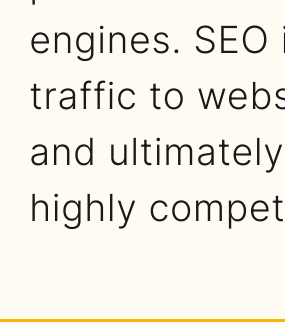 engines. SEO
traffic to webs
and ultimately
highly compet